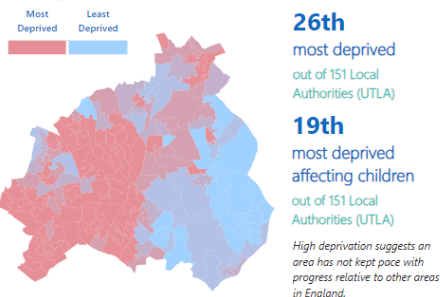 Most
Deprived
Least
Deprived
26th
most deprived
out of 151 Local
Authorities (UTLA)
19th
most deprived
affecting children
out of 151 Local
Authorities (UTLA)
High deprivation suggests an
area has not kept pace with
progress relative to other areas
in England.